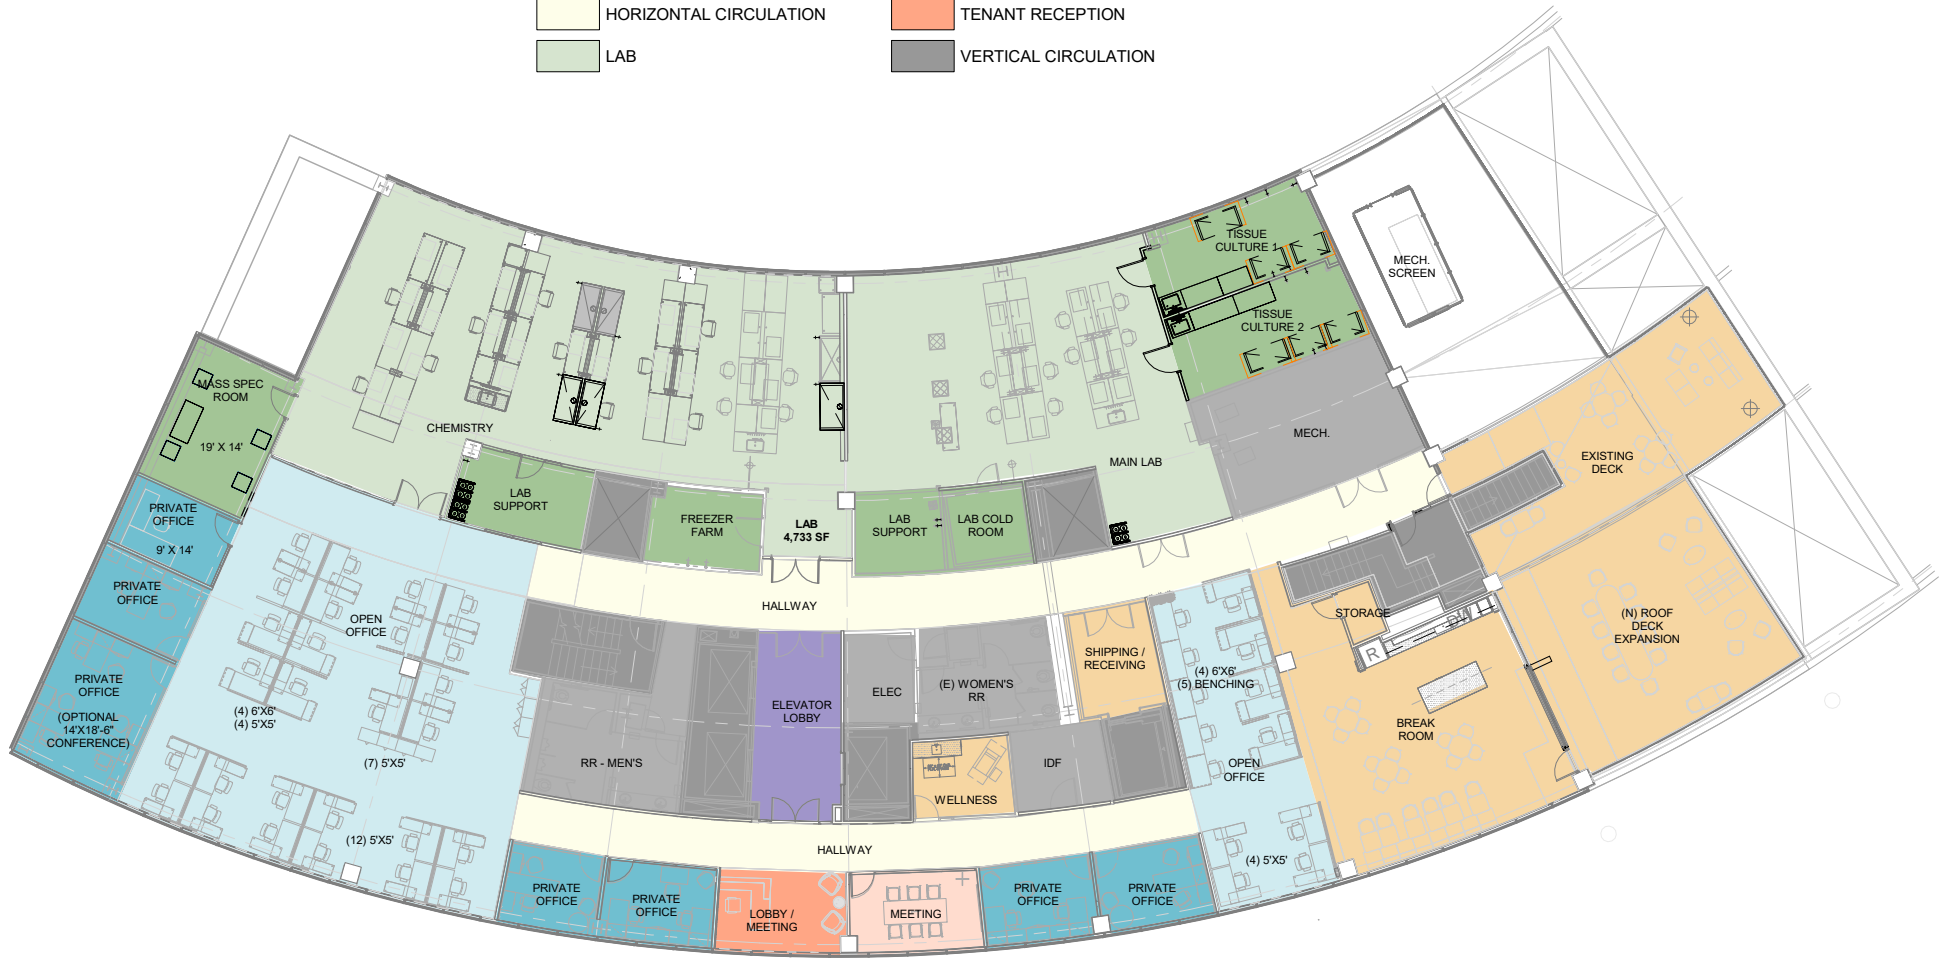 HORIZONTAL CIRCULATION
TENANT RECEPTION
LAB
VERTICAL CIRCULATION
TISSUE
CULTURE 1
MECH.
SCREEN
TISSUE
CULTURE 2
MASS SPEC
ROOM
19' X 14'
CHEMISTRY
MECH.
MAIN LAB
EXISTING
DECK
LAB
SUPPORT
FREEZER
FARM
LAB
4,733 SF
LAB
SUPPORT
LAB COLD
ROOM
PRIVATE
OFFICE
9' X 14'
PRIVATE
OFFICE
HALLWAY
OPEN
OFFICE
STORAGE
(N) ROOF
DECK
EXPANSION
R
SHIPPING /
RECEIVING
PRIVATE
OFFICE
(OPTIONAL
14'X18'-6"
CONFERENCE)
(4) 6'X6'
(4) 5'X5'
(7) 5'X5'
ELEVATOR
LOBBY
ELEC
(E) WOMEN'S
RR
(4) 6'X6'
(5) BENCHING
BREAK
ROOM
RR - MEN'S
IDF
OPEN
OFFICE
WELLNESS
(12) 5'X5'
HALLWAY
(4) 5'X5'
PRIVATE
OFFICE
PRIVATE
OFFICE
LOBBY /
MEETING
MEETING
PRIVATE
OFFICE
PRIVATE
OFFICE